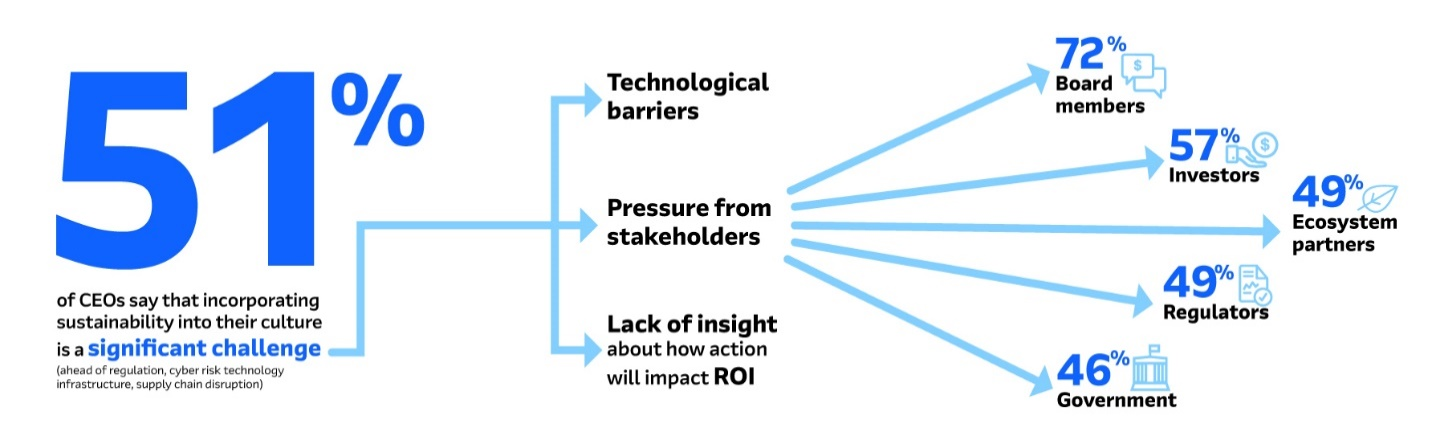 51%
of CEOs say that incorporating
sustainability into their culture
is a significant challenge
(ahead of regulation, cyber risk technology
infrastructure, supply chain disruption)
Technological
barriers
Pressure from
stakeholders
Lack of insight
about how action
will impact ROI
72%
$
Board
members
57%
$
Investors
49%
Ecosystem
partners
49%
Regulators
46%
Government